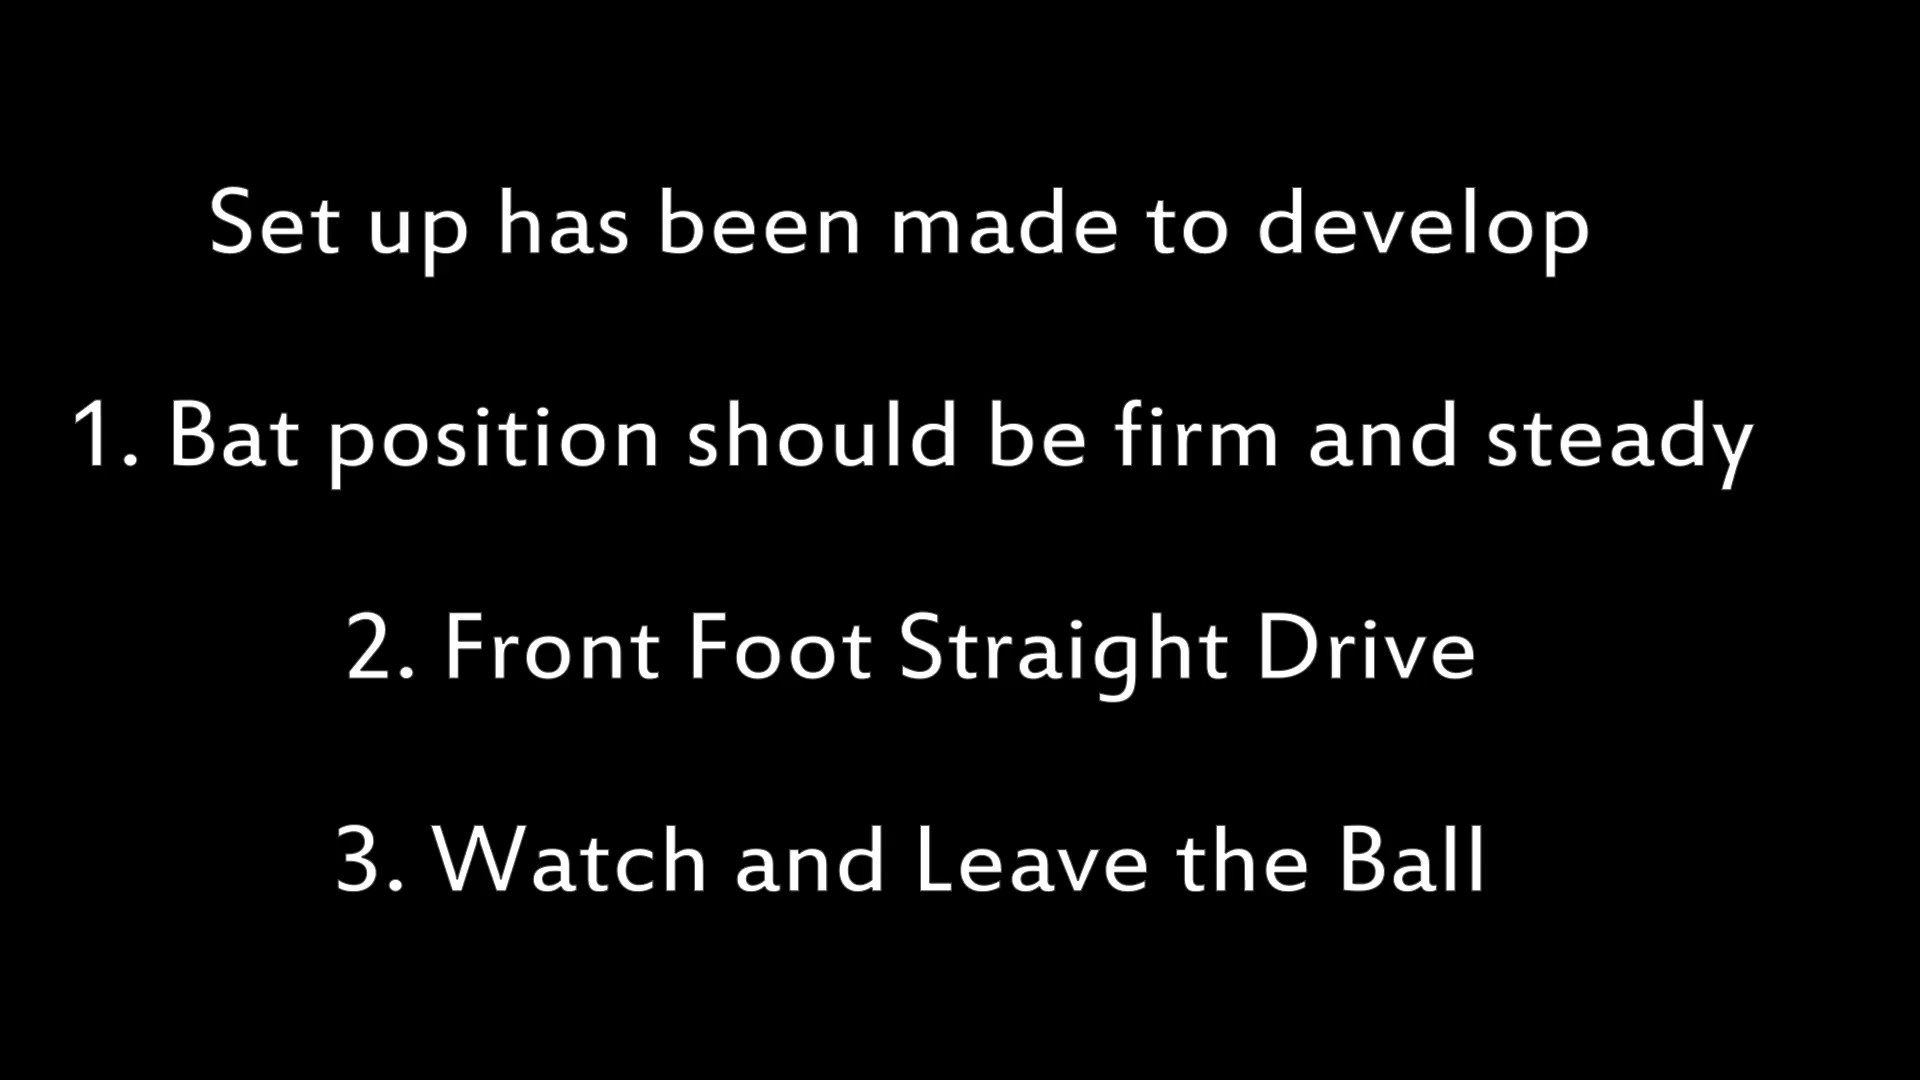 Set up has been made to develop
1. Bat position should be firm and steady
2. Front Foot Straight Drive
3. Watch and Leave the Ball